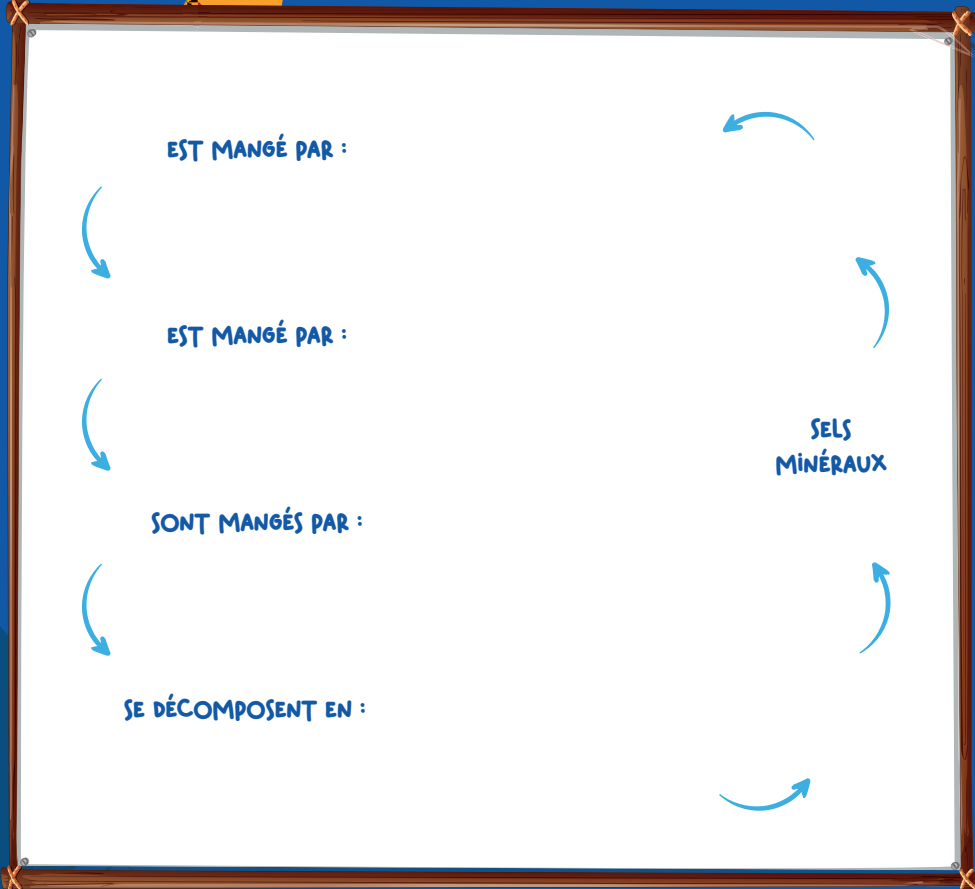 EST MANGÉ PAR :
EST MANGÉ PAR :
SELS
MINÉRAUX
SONT MANGÉS PAR :
SE DÉCOMPOSENT EN :